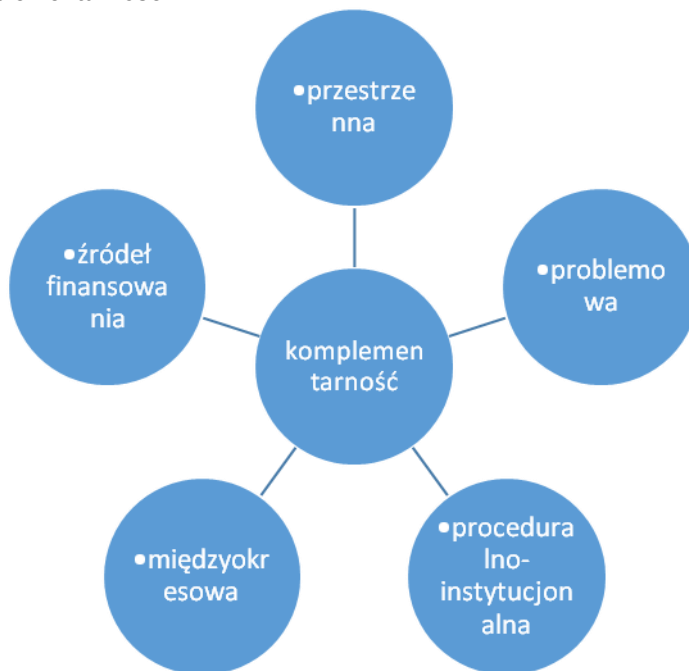 •przestrze
nna
•źródeł
finansowa
nia
•problemo
wa
komplemen
tarność
•międzyokr
esowa
•procedura
lno-
instytucjon
alna